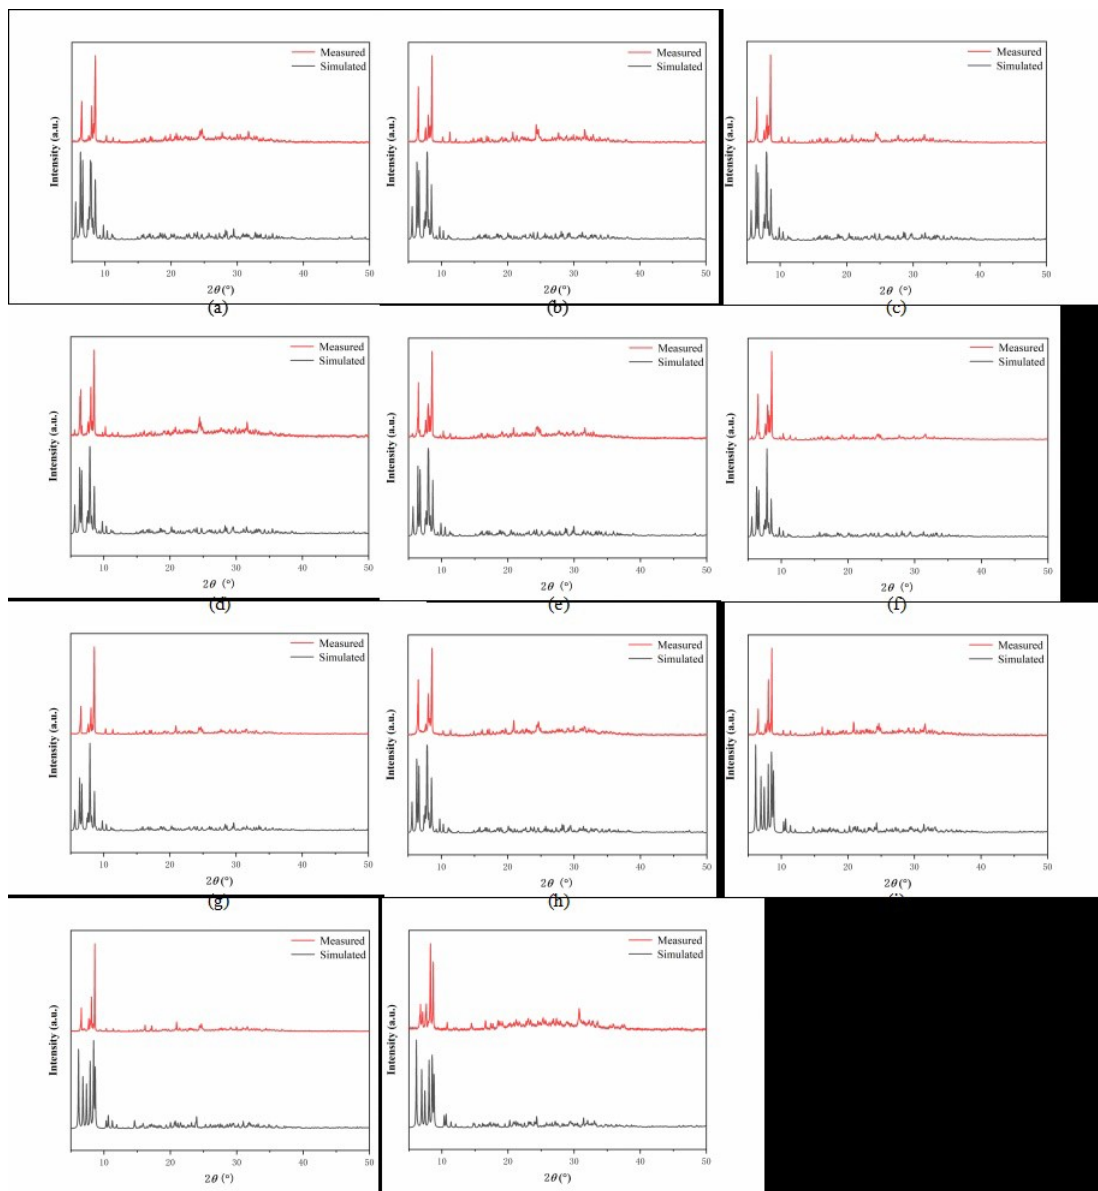 Measured
Simulated
Intensity (a.u.)
10 20 30 40 50
2θ(°)
(a)
Measured
Simulated
Intensity (a.u.)
10 20 30 40 50
2θ(°)
(b)
Measured
Simulated
Intensity (a.u.)
10 20 30 40 50
2θ (°)
(c)
Measured
Simulated
Intensity (a.u.)
10 20 30 40 50
2θ (°)
(d)
Measured
Simulated
Intensity (a.u.)
10 20 30 40 50
2θ (°)
(e)
Measured
Simulated
Intensity (a.u.)
10 20 30 40 50
2θ (°)
(f)
Measured
Simulated
Intensity (a.u.)
10 20 30 40 50
2θ(°)
(g)
Measured
Simulated
Intensity (a.u.)
10 20 30 40 50
2θ (°)
(h)
Measured
Simulated
Intensity (a.u.)
10 20 30 40 50
2θ(°)
Measured
Simulated
Intensity (a.u.)
10 20 30 40 50
2θ(°)
Measured
Simulated
Intensity (a.u.)
10 20 30 40 50
2θ(°)